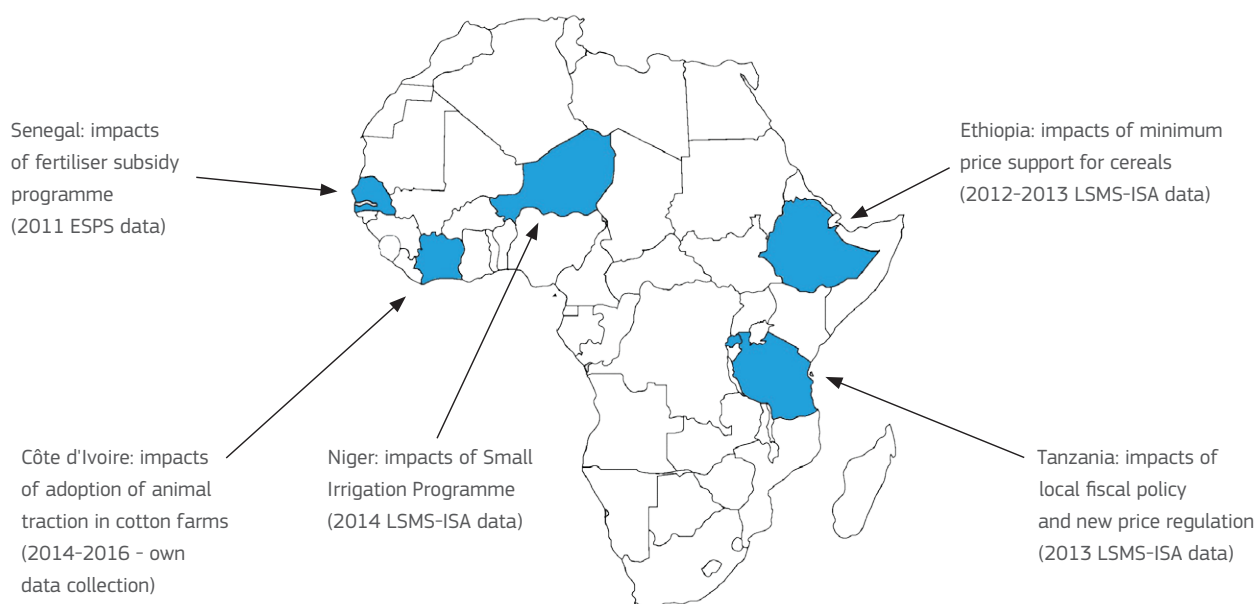 Senegal: impacts
of fertiliser subsidy
programme
(2011 ESPS data)
Ethiopia: impacts of minimum
price support for cereals
(2012-2013 LSMS-ISA data)
Côte d'Ivoire: impacts
of adoption of animal
traction in cotton farms
(2014-2016 - own
data collection)
Niger: impacts of Small
Irrigation Programme
(2014 LSMS-ISA data)
Tanzania: impacts of
local fiscal policy
and new price regulation
(2013 LSMS-ISA data)